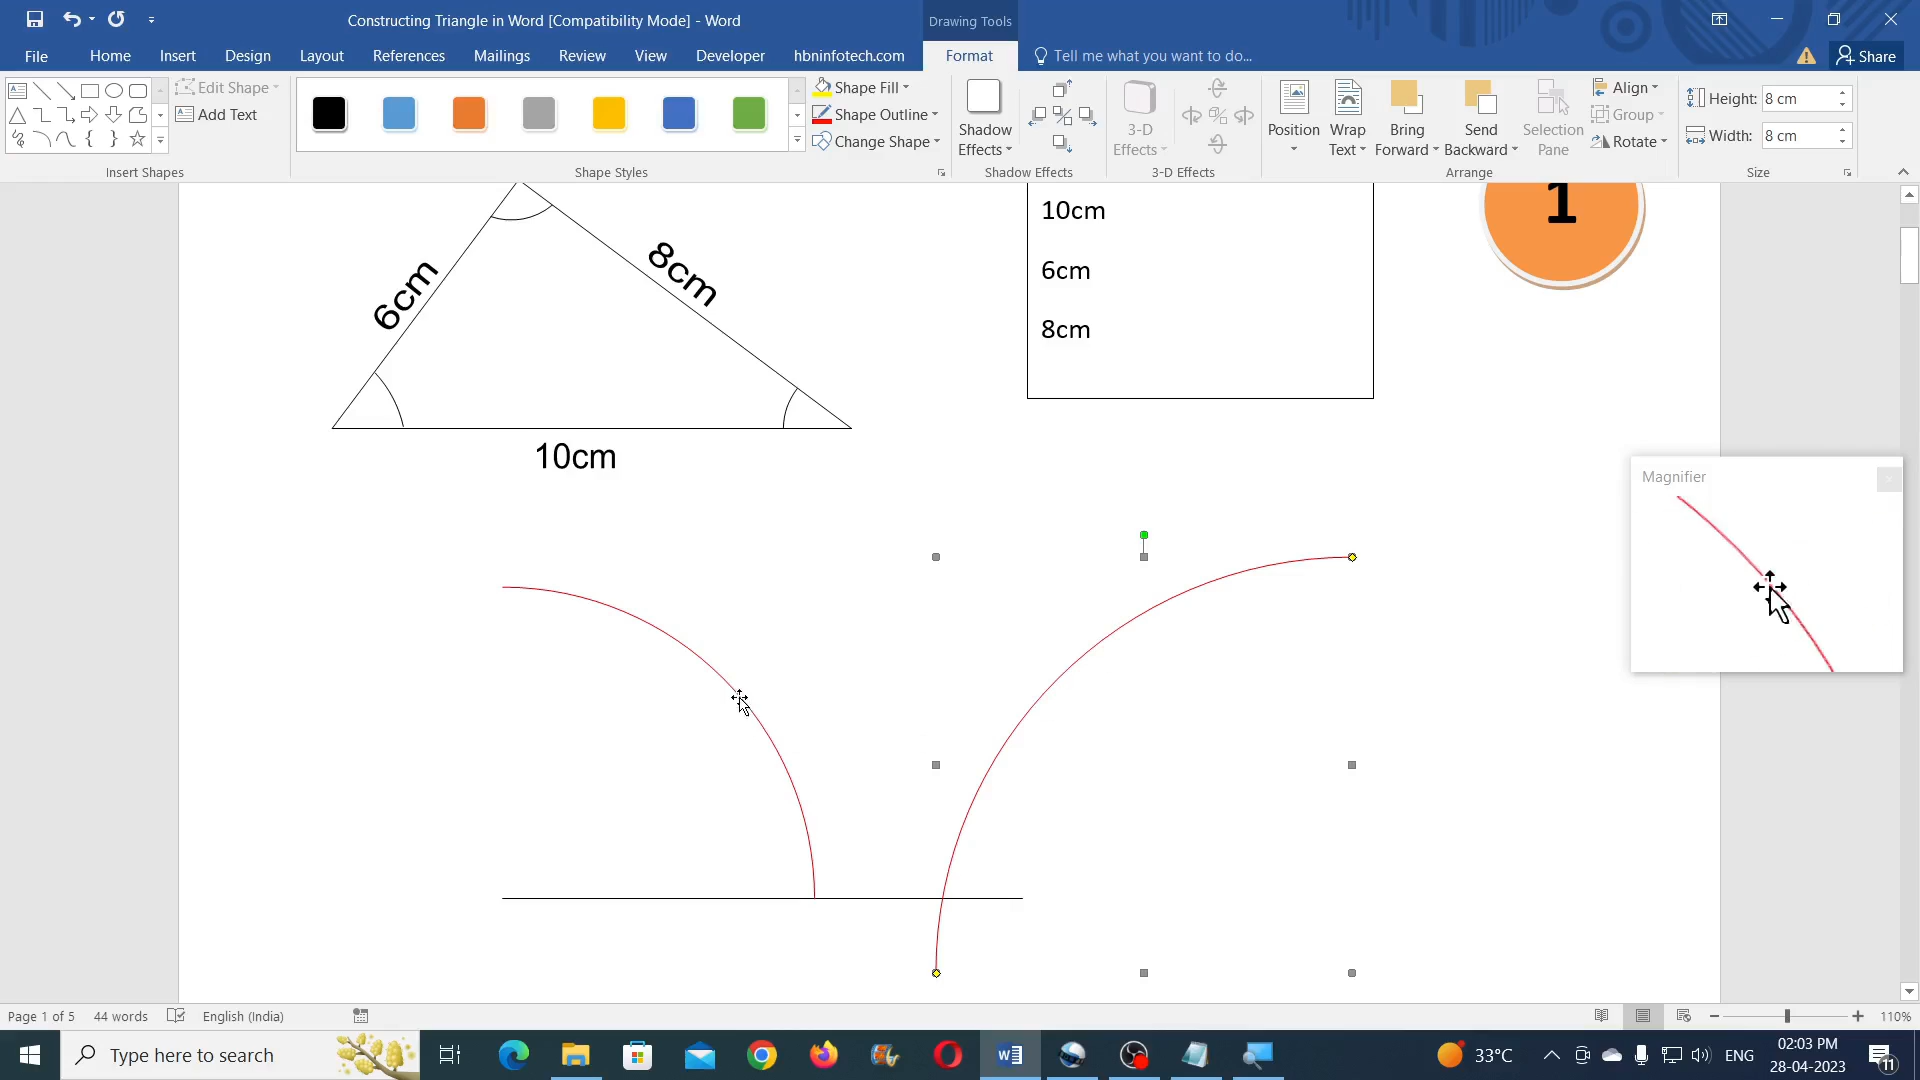 Constructing Triangle in Word [Compatibility Mode] - Word
Drawing Tools
File Home Insert Design Layout References Mailings Review View Developer hbninfotech.com Format Tell me what you want to do... Share
Edit Shape
Add Text
Insert Shapes
Shape Styles
Shape Fill
Shape Outline
Change Shape
Shadow Effects
Shadow Effects
3-D Effects
3-D Effects
Position
Wrap Text
Bring Forward
Send Backward
Selection Pane
Align
Group
Rotate
Arrange
Height: 8 cm
Width: 8 cm
Size
6cm
8cm
10cm
10cm
6cm
8cm
1
Magnifier
Page 1 of 5 44 words English (India) 110%
Type here to search
33°C
ENG
02:03 PM
28-04-2023
11